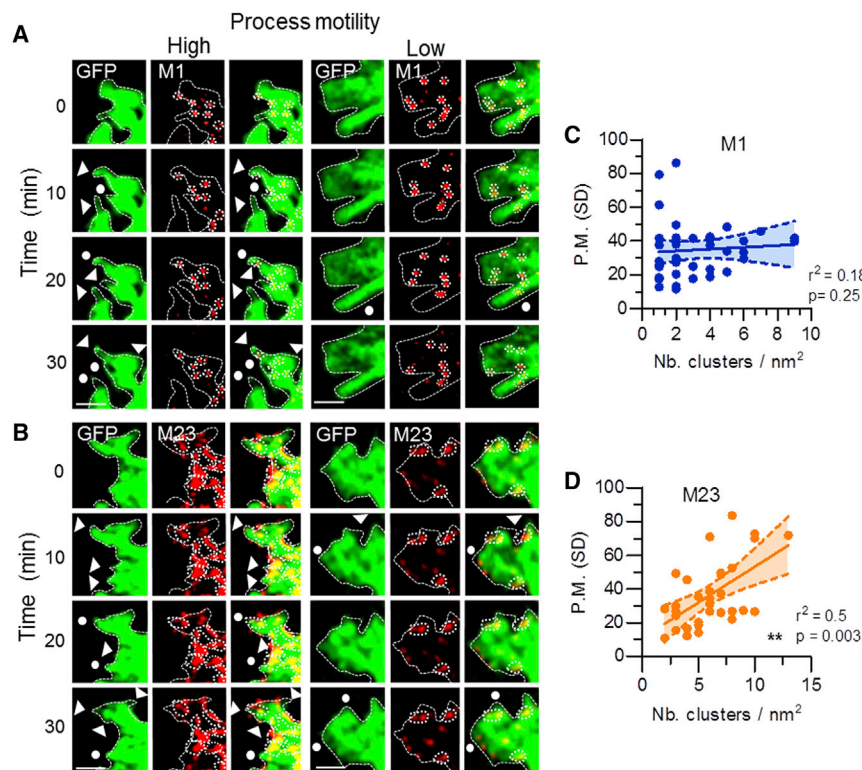 Process motility
A
High
Low
GFP
M1
GFP
M1
0
10
20
30
Time (min)
B
GFP
M23
GFP
M23
0
10
20
30
Time (min)
C
M1
P.M. (SD)
100
80
60
40
20
0
0 2 4 6 8 10
Nb. clusters / nm²
r² = 0.18
p= 0.25
D
M23
P.M. (SD)
100
80
60
40
20
0
0 5 10 15
Nb. clusters / nm²
**
r² = 0.5
p = 0.003